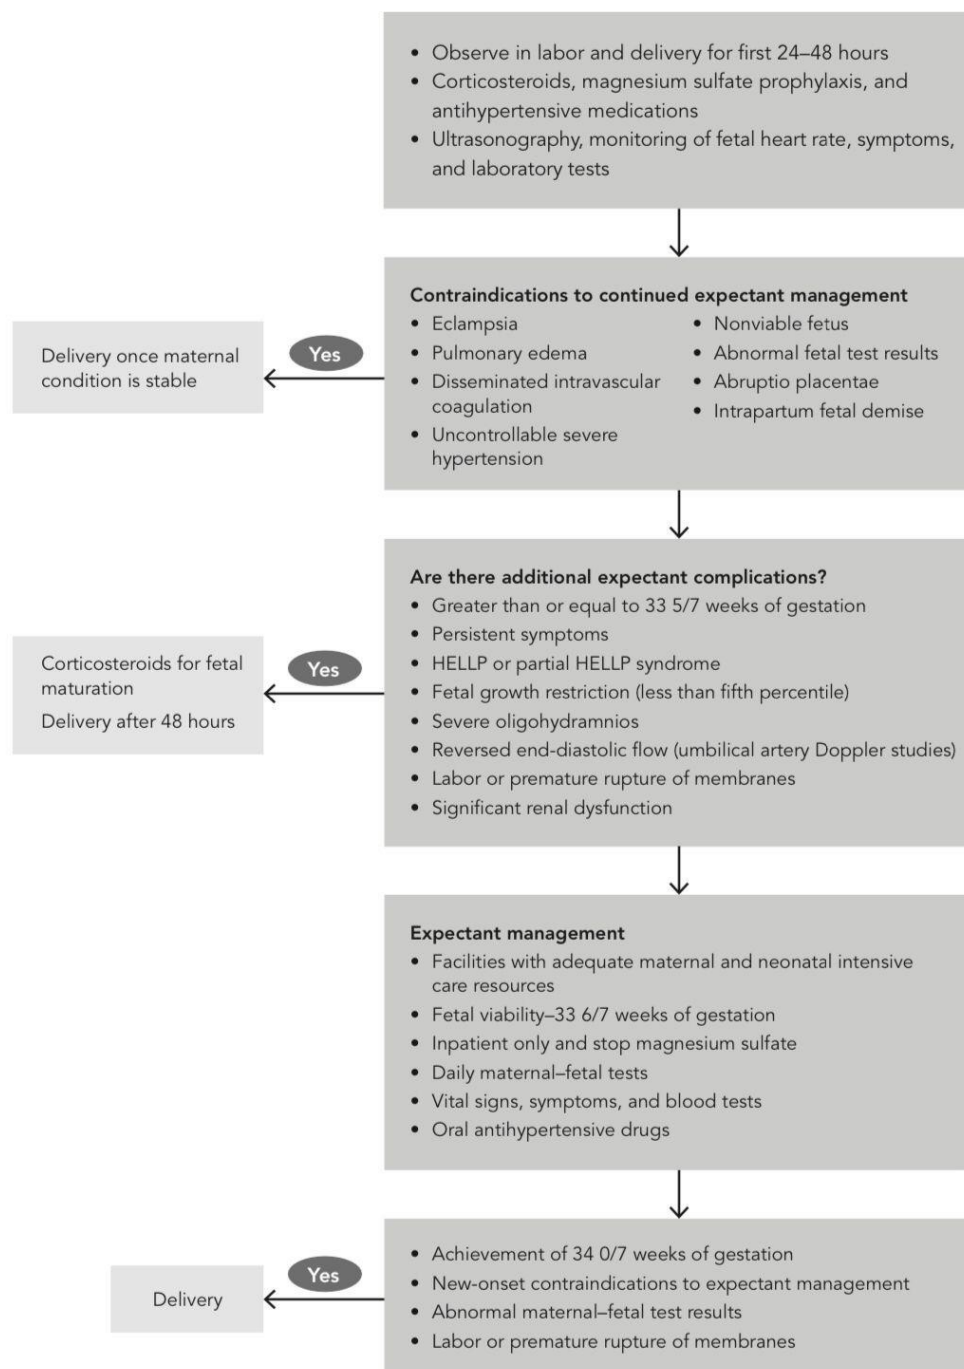 • Observe in labor and delivery for first 24–48 hours
• Corticosteroids, magnesium sulfate prophylaxis, and
antihypertensive medications
• Ultrasonography, monitoring of fetal heart rate, symptoms,
and laboratory tests
Contraindications to continued expectant management
• Eclampsia
• Pulmonary edema
• Disseminated intravascular
coagulation
• Uncontrollable severe
hypertension
• Nonviable fetus
• Abnormal fetal test results
• Abruptio placentae
• Intrapartum fetal demise
Yes
Delivery once maternal
condition is stable
Are there additional expectant complications?
• Greater than or equal to 33 5/7 weeks of gestation
• Persistent symptoms
• HELLP or partial HELLP syndrome
• Fetal growth restriction (less than fifth percentile)
• Severe oligohydramnios
• Reversed end-diastolic flow (umbilical artery Doppler studies)
• Labor or premature rupture of membranes
• Significant renal dysfunction
Yes
Corticosteroids for fetal
maturation
Delivery after 48 hours
Expectant management
• Facilities with adequate maternal and neonatal intensive
care resources
• Fetal viability–33 6/7 weeks of gestation
• Inpatient only and stop magnesium sulfate
• Daily maternal–fetal tests
• Vital signs, symptoms, and blood tests
• Oral antihypertensive drugs
• Achievement of 34 0/7 weeks of gestation
• New-onset contraindications to expectant management
• Abnormal maternal–fetal test results
• Labor or premature rupture of membranes
Yes
Delivery